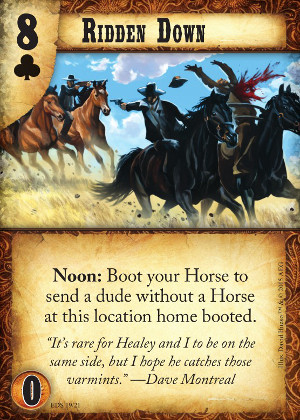 8
RIDDEN DOWN
Noon: Boot your Horse to
send a dude without a Horse
at this location home booted.
"It's rare for Healey and I to be on the
same side, but I hope he catches those
varmints." —Dave Montreal
0